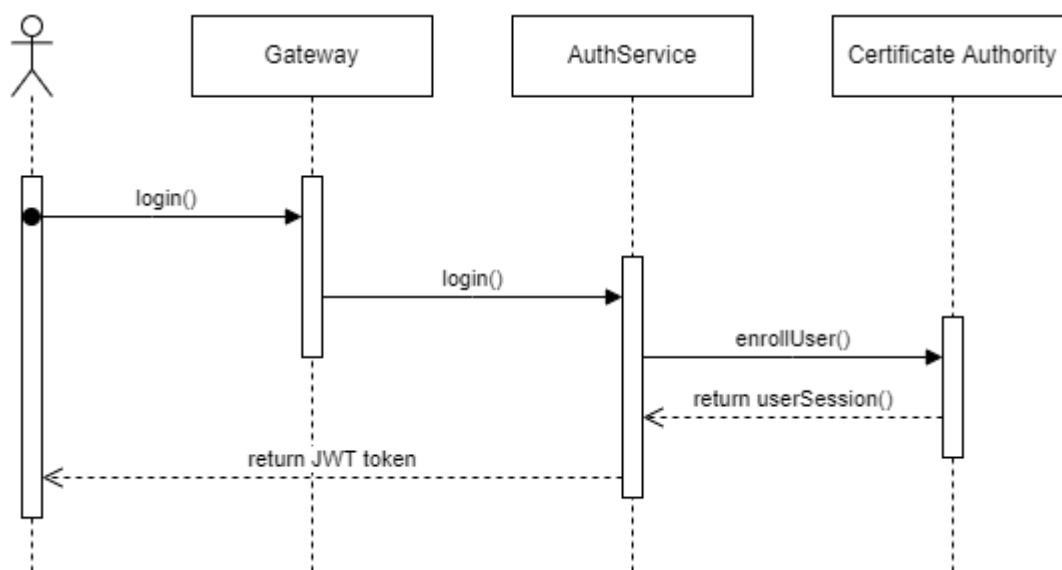 Gateway
AuthService
Certificate Authority
login()
login()
enrollUser()
return userSession()
return JWT token